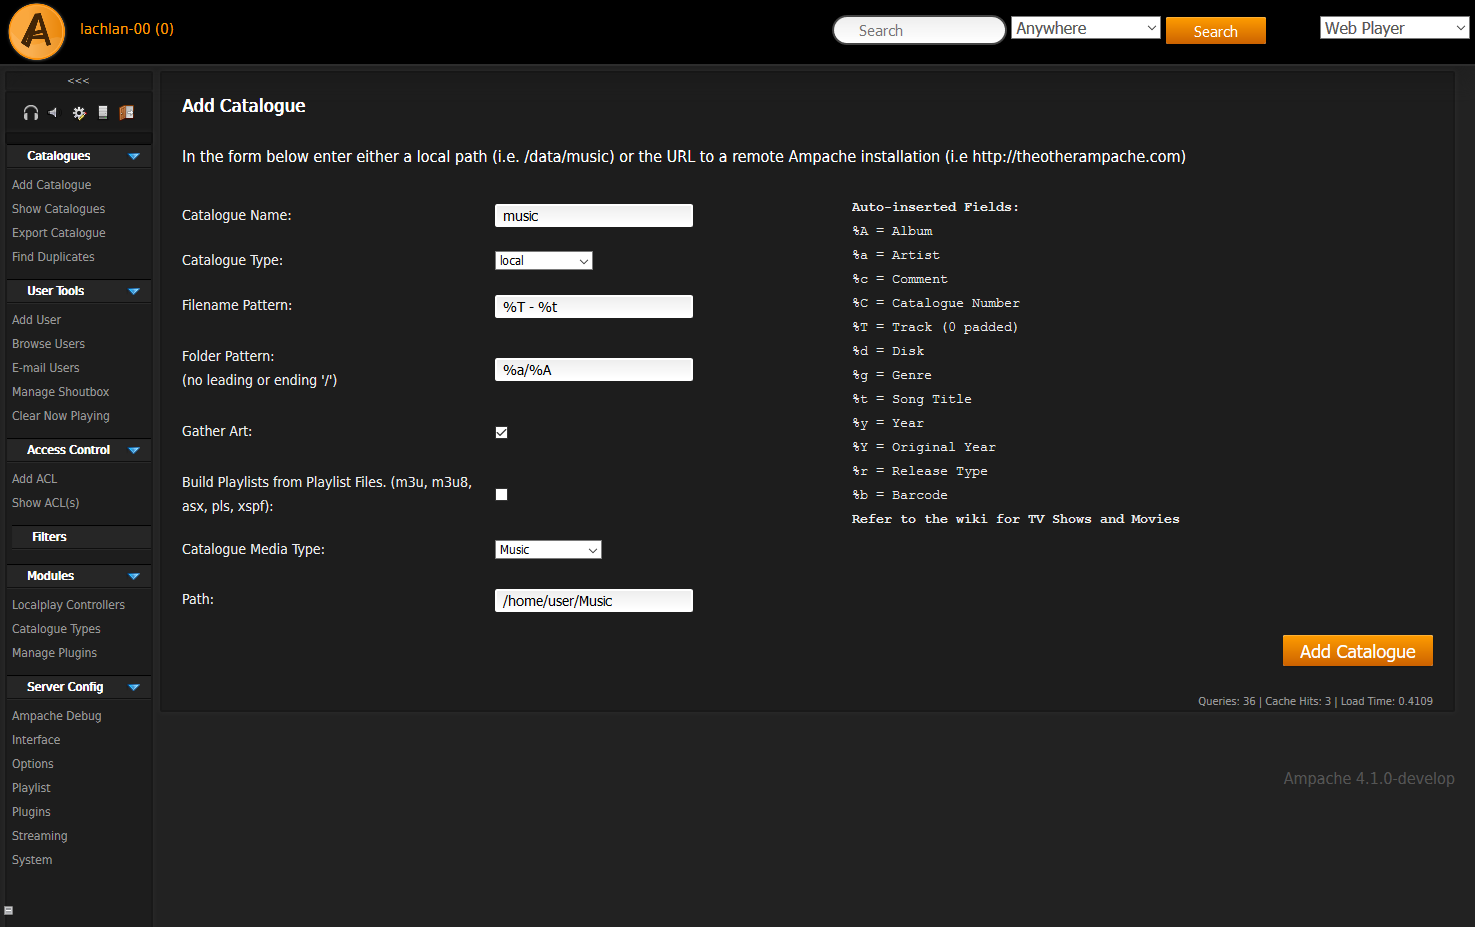 lachlan-00 (0)
Search
Anywhere
Search
Web Player
<<<
Catalogues
Add Catalogue
Show Catalogues
Export Catalogue
Find Duplicates
User Tools
Add User
Browse Users
E-mail Users
Manage Shoutbox
Clear Now Playing
Access Control
Add ACL
Show ACL(s)
Filters
Modules
Localplay Controllers
Catalogue Types
Manage Plugins
Server Config
Ampache Debug
Interface
Options
Playlist
Plugins
Streaming
System
Add Catalogue
In the form below enter either a local path (i.e. /data/music) or the URL to a remote Ampache installation (i.e http://theotherampache.com)
Catalogue Name:
music
Catalogue Type:
local
Filename Pattern:
%T - %t
Folder Pattern:
(no leading or ending '/')
%a/%A
Gather Art:
Build Playlists from Playlist Files. (m3u, m3u8,
asx, pls, xspf):
Catalogue Media Type:
Music
Path:
/home/user/Music
Auto-inserted Fields:
%A = Album
%a = Artist
%c = Comment
%C = Catalogue Number
%T = Track (0 padded)
%d = Disk
%g = Genre
%t = Song Title
%y = Year
%Y = Original Year
%r = Release Type
%b = Barcode
Refer to the wiki for TV Shows and Movies
Add Catalogue
Queries: 36 | Cache Hits: 3 | Load Time: 0.4109
Ampache 4.1.0-develop